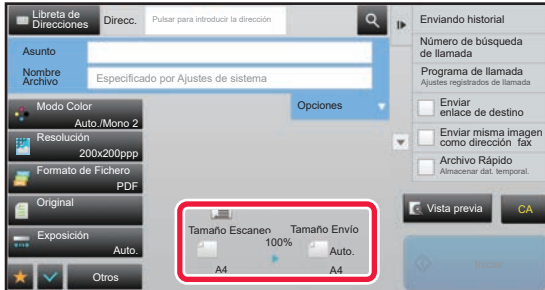 Libreta de
Direcciones
Direcc.
Pulsar para introducir la dirección
Asunto
Nombre
Archivo
Especificado por Ajustes de sistema
Opciones
Modo Color
Auto./Mono 2
Resolución
200x200ppp
Formato de Fichero
PDF
Original
Exposición
Auto.
Otros
Tamaño Escaneo
Tamaño Envío
100%
Auto.
A4
A4
Enviando historial
Número de búsqueda
de llamada
Programa de llamada
Ajustes registrados de llamada
Enviar
enlace de destino
Enviar misma imagen
como dirección fax
Archivo Rápido
Almacenar dat. temporal.
Vista previa
CA